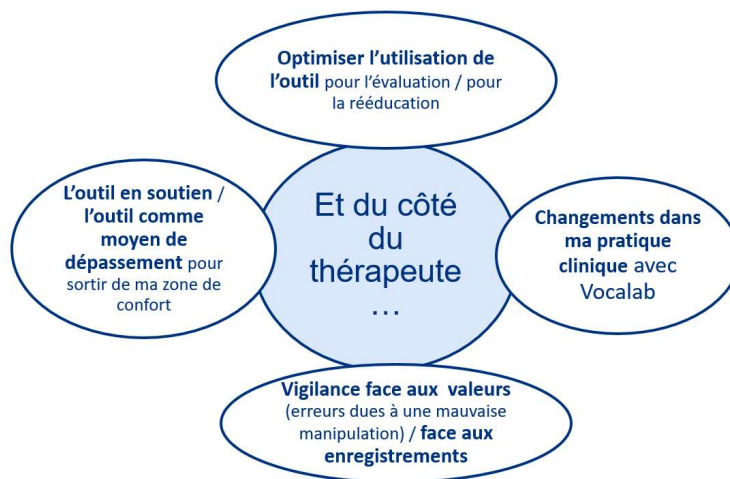 Optimiser l’utilisation de
l’outil pour l’évaluation / pour
la rééducation
L’outil en soutien /
l’outil comme
moyen de
dépassement pour
sortir de ma zone de
confort
Et du côté
du
thérapeute
…
Changements dans
ma pratique
clinique avec
Vocalab
Vigilance face aux valeurs
(erreurs dues à une mauvaise
manipulation) / face aux
enregistrements